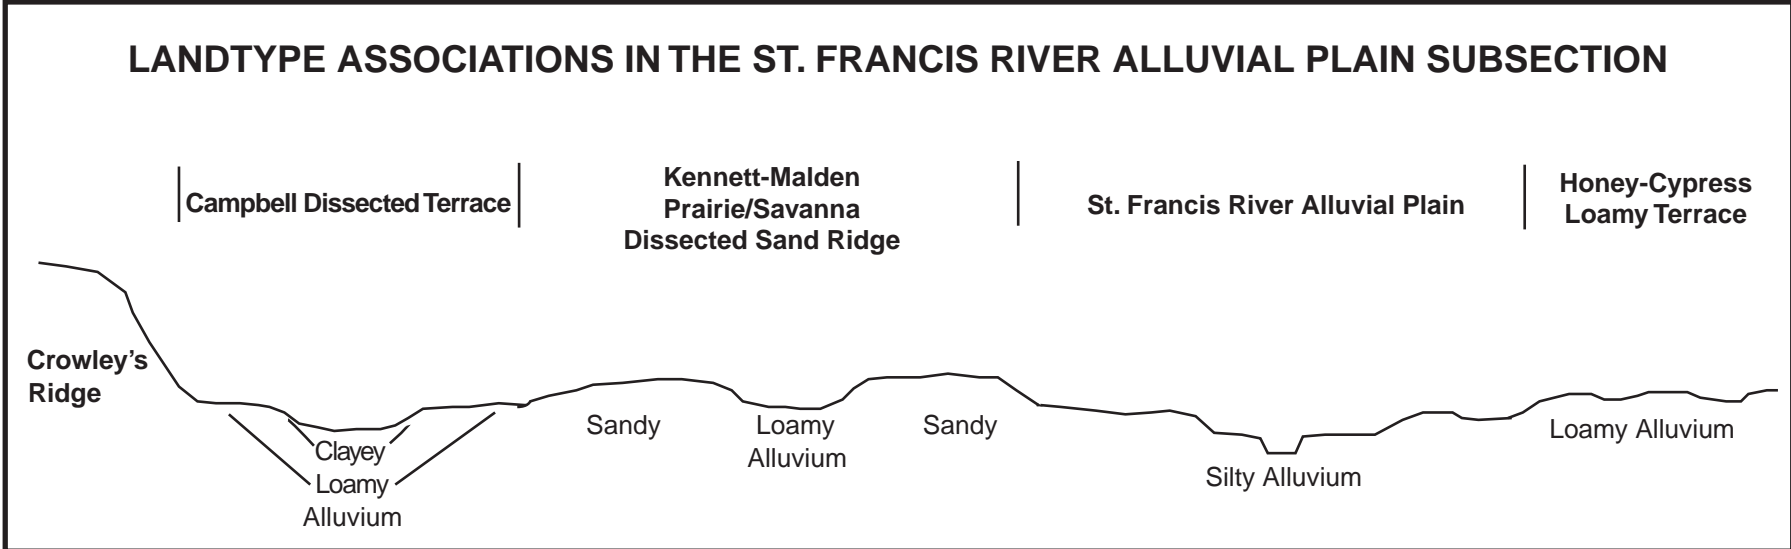 LANDTYPE ASSOCIATIONS IN THE ST. FRANCIS RIVER ALLUVIAL PLAIN SUBSECTION
Campbell Dissected Terrace
Kennett-Malden
Prairie/Savanna
Dissected Sand Ridge
St. Francis River Alluvial Plain
Honey-Cypress
Loamy Terrace
Crowley’s
Ridge
Clayey
Loamy
Alluvium
Sandy
Loamy
Alluvium
Sandy
Silty Alluvium
Loamy Alluvium